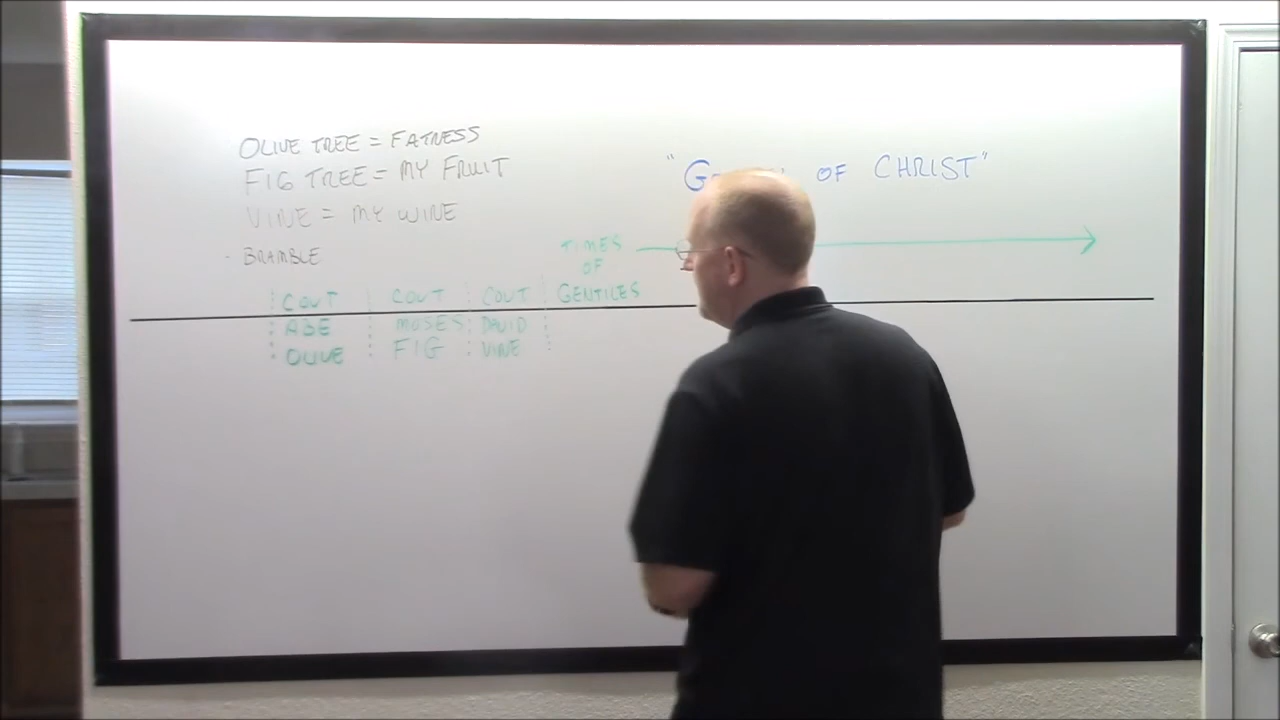 OLIVE TREE = FATNESS
FIG TREE = MY FRUIT
VINE = MY WINE
- BRAMBLE
" OF CHRIST"
TIMES
OF
GENTILES
COVT COVT COVT
ABE MOSES DAVID
OLIVE FIG VINE